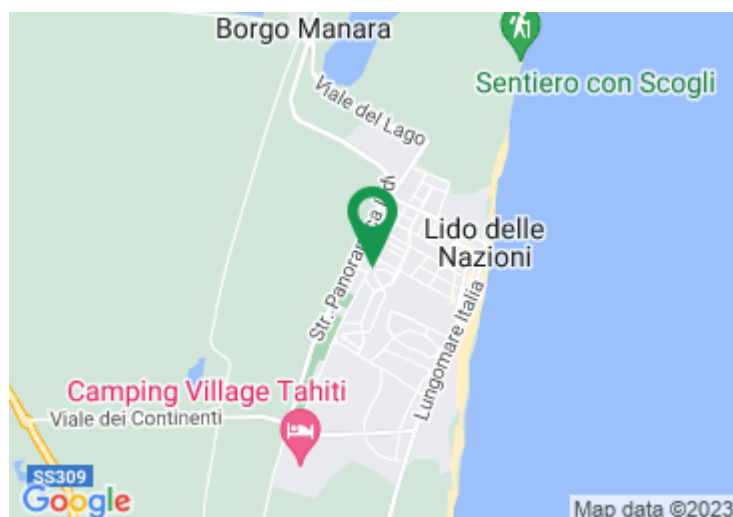 Borgo Manara
Sentiero con Scogli
Viale del Lago
Lido delle
Nazioni
Str. Panoramica
Lungomare Italia
Camping Village Tahiti
Viale dei Continenti
SS309
Google
Map data ©2023